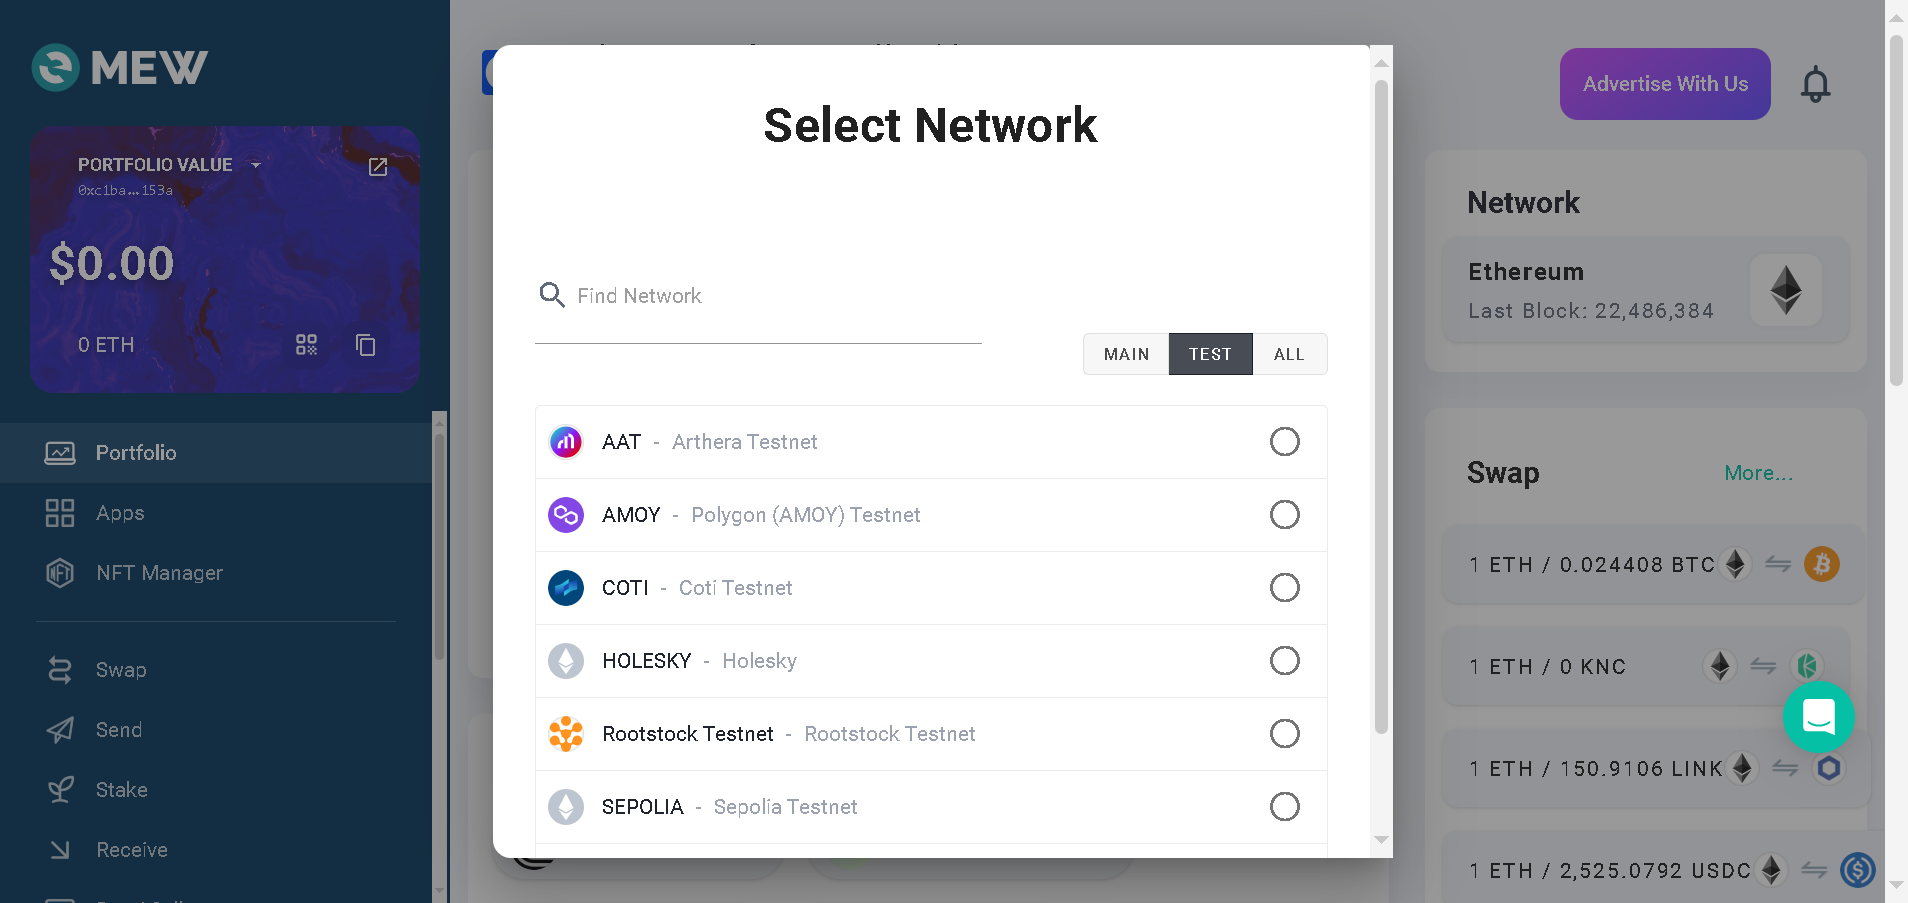 MEW
PORTFOLIO VALUE
0xc1ba...153a
$0.00
0 ETH
Portfolio
Apps
NFT
NFT Manager
Swap
Send
Stake
Receive
Select Network
Find Network
MAIN
TEST
ALL
AAT - Arthera Testnet
AMOY - Polygon (AMOY) Testnet
COTI - Coti Testnet
HOLESKY - Holesky
Rootstock Testnet - Rootstock Testnet
SEPOLIA - Sepolia Testnet
Advertise With Us
Network
Ethereum
Last Block: 22,486,384
Swap
More...
1 ETH / 0.024408 BTC
1 ETH / 0 KNC
1 ETH / 150.9106 LINK
1 ETH / 2,525.0792 USDC